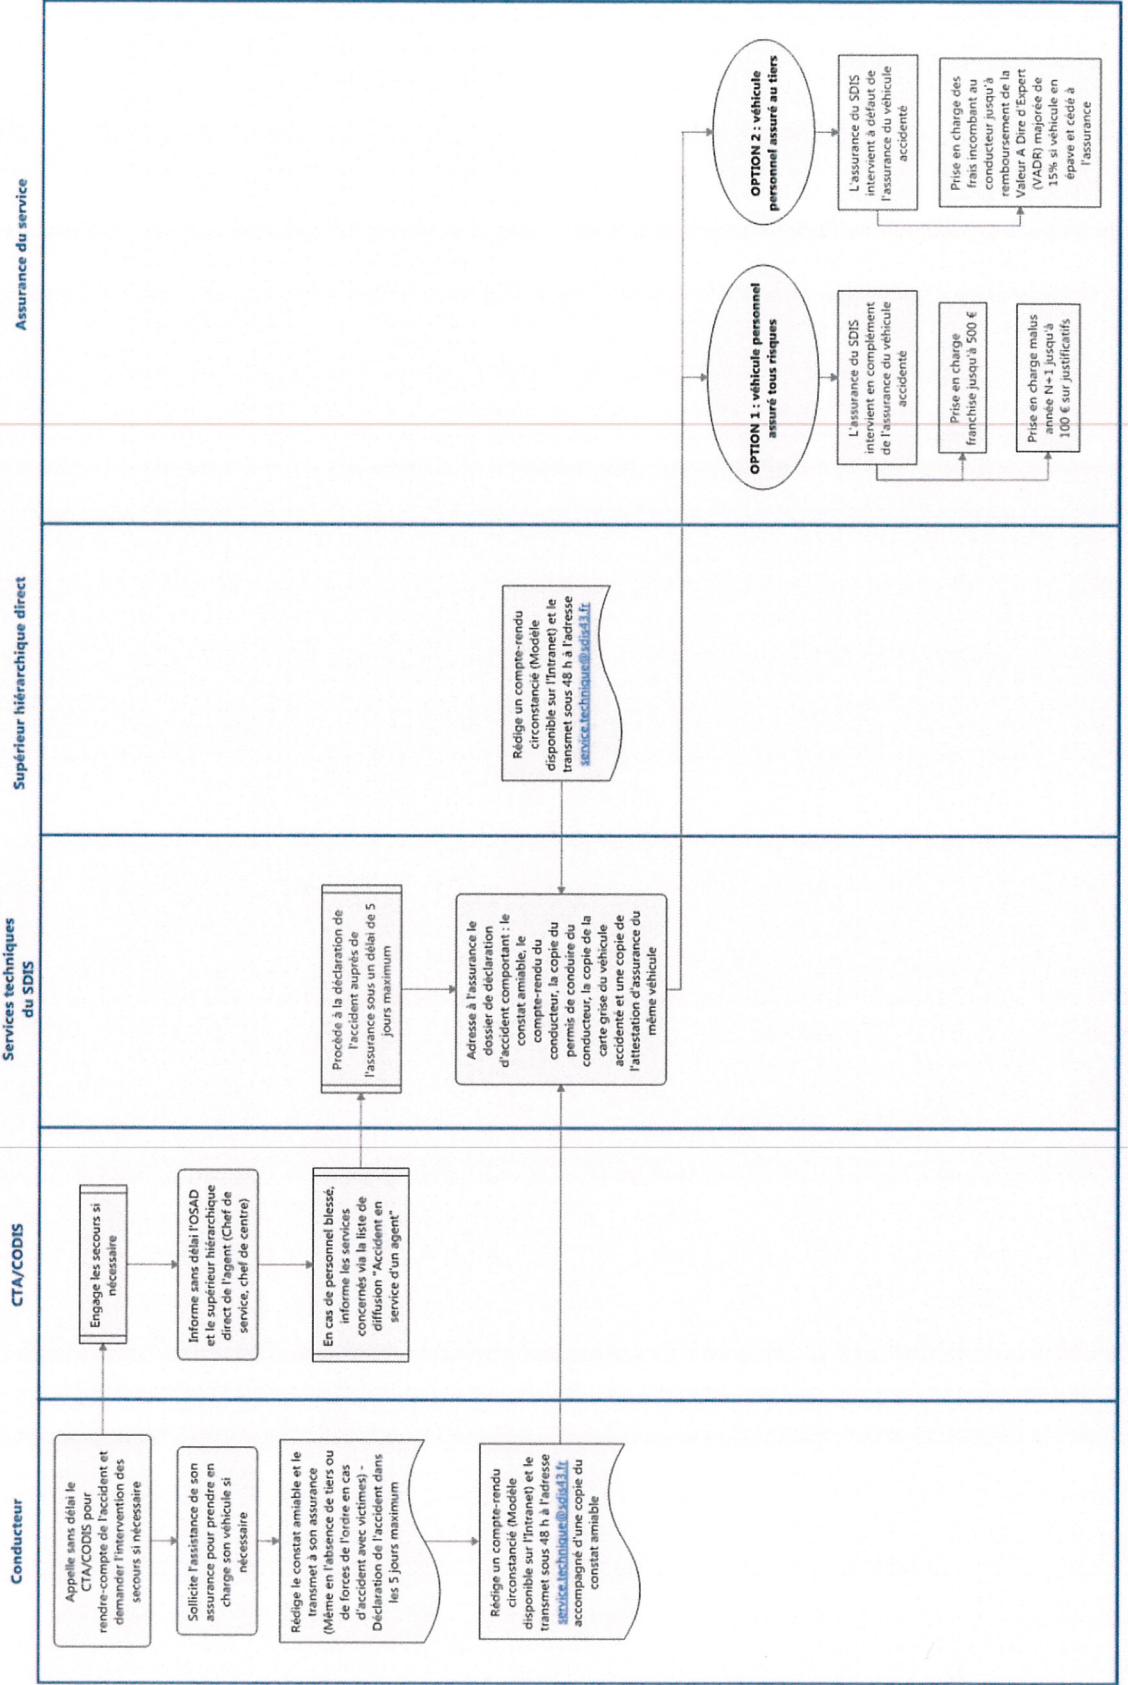 Conducteur
CTA/CODIS
Services techniques
du SDIS
Supérieur hiérarchique direct
Assurance du service
Appelle sans délai le
CTA/CODIS pour
rendre-compte de l'accident et
demander l'intervention des
secours si nécessaire
Sollicite l'assistance de son
assurance pour prendre en
charge son véhicule si
nécessaire
Rédige le constat amiable et le
transmet à son assurance
(Même en l'absence de tiers ou
de forces de l'ordre en cas
d'accident avec victimes) -
Déclaration de l'accident dans
les 5 jours maximum
Rédige un compte-rendu
circonstancié (Modèle
disponible sur l'Intranet) et le
transmet sous 48 h à l'adresse
service.technique@sdis43.fr
accompagné d'une copie du
constat amiable
Engage les secours si
nécessaire
Informe sans délai l'OSAD
et le supérieur hiérarchique
direct de l'agent (Chef de
service, chef de centre)
En cas de personnel blessé,
informe les services
concernés via la liste de
diffusion "Accident en
service d'un agent"
Procède à la déclaration de
l'accident auprès de
l'assurance sous un délai de 5
jours maximum
Adresse à l'assurance le
dossier de déclaration
d'accident comportant : le
constat amiable, le
compte-rendu du
conducteur, la copie du
permis de conduire du
conducteur, la copie de la
carte grise du véhicule
accidenté et une copie de
l'attestation d'assurance du
même véhicule
Rédige un compte-rendu
circonstancié (Modèle
disponible sur l'Intranet) et le
transmet sous 48 h à l'adresse
service.technique@sdis43.fr
OPTION 1 : véhicule personnel
assuré tous risques
L'assurance du SDIS
intervient en complément
de l'assurance du véhicule
accidenté
Prise en charge
franchise jusqu'à 500 €
Prise en charge malus
année N+1 jusqu'à
100 € sur justificatifs
OPTION 2 : véhicule
personnel assuré au tiers
L'assurance du SDIS
intervient à défaut de
l'assurance du véhicule
accidenté
Prise en charge des
frais incombant au
conducteur jusqu'à
remboursement de la
Valeur A Dire d'Expert
(VADR) majorée de
15% si véhicule en
épave et cédé à
l'assurance